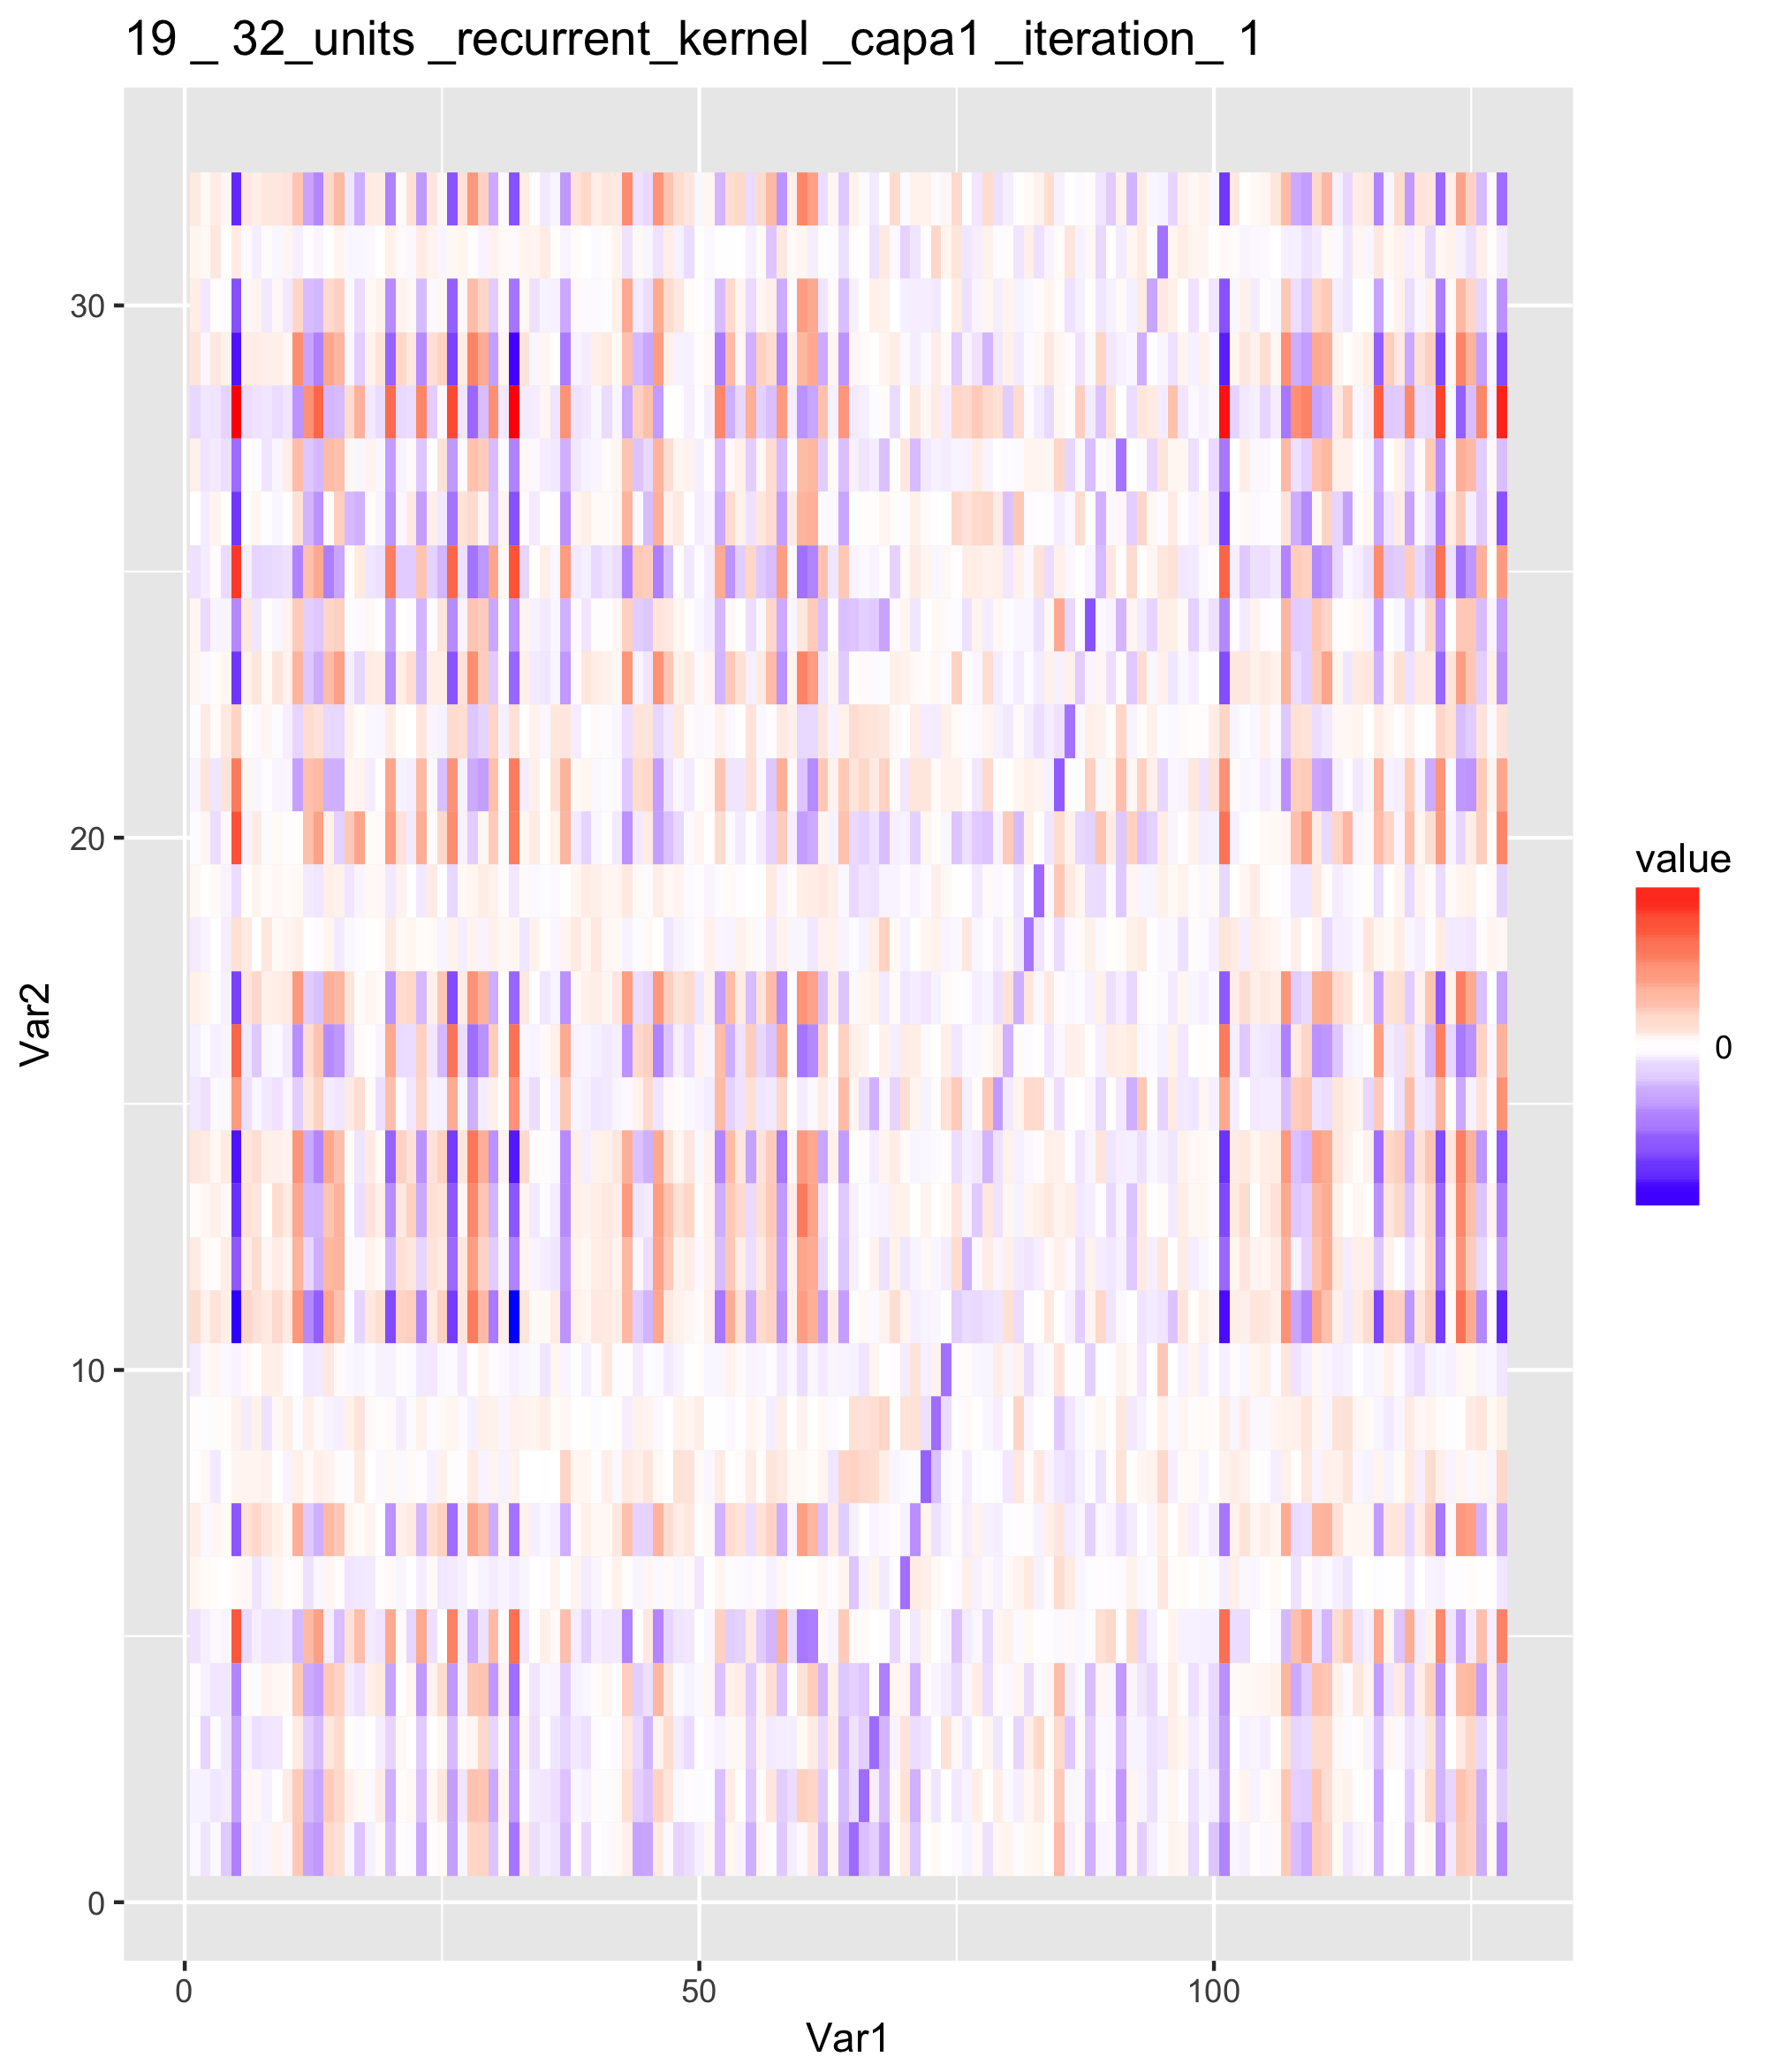 19 _ 32_units _recurrent_kernel _capa1 _iteration_ 1
30
20
10
0
Var2
0
50
100
Var1
value
0